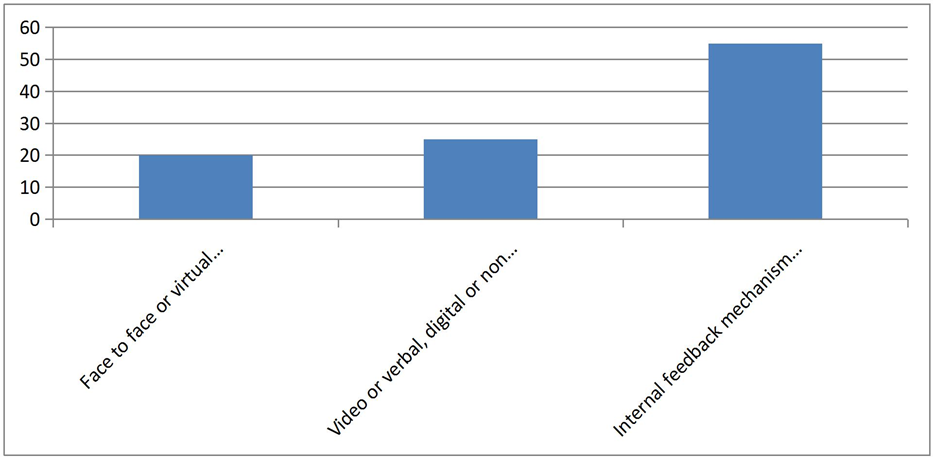 60
50
40
30
20
10
0
Face to face or virtual...
Video or verbal, digital or non...
Internal feedback mechanism...